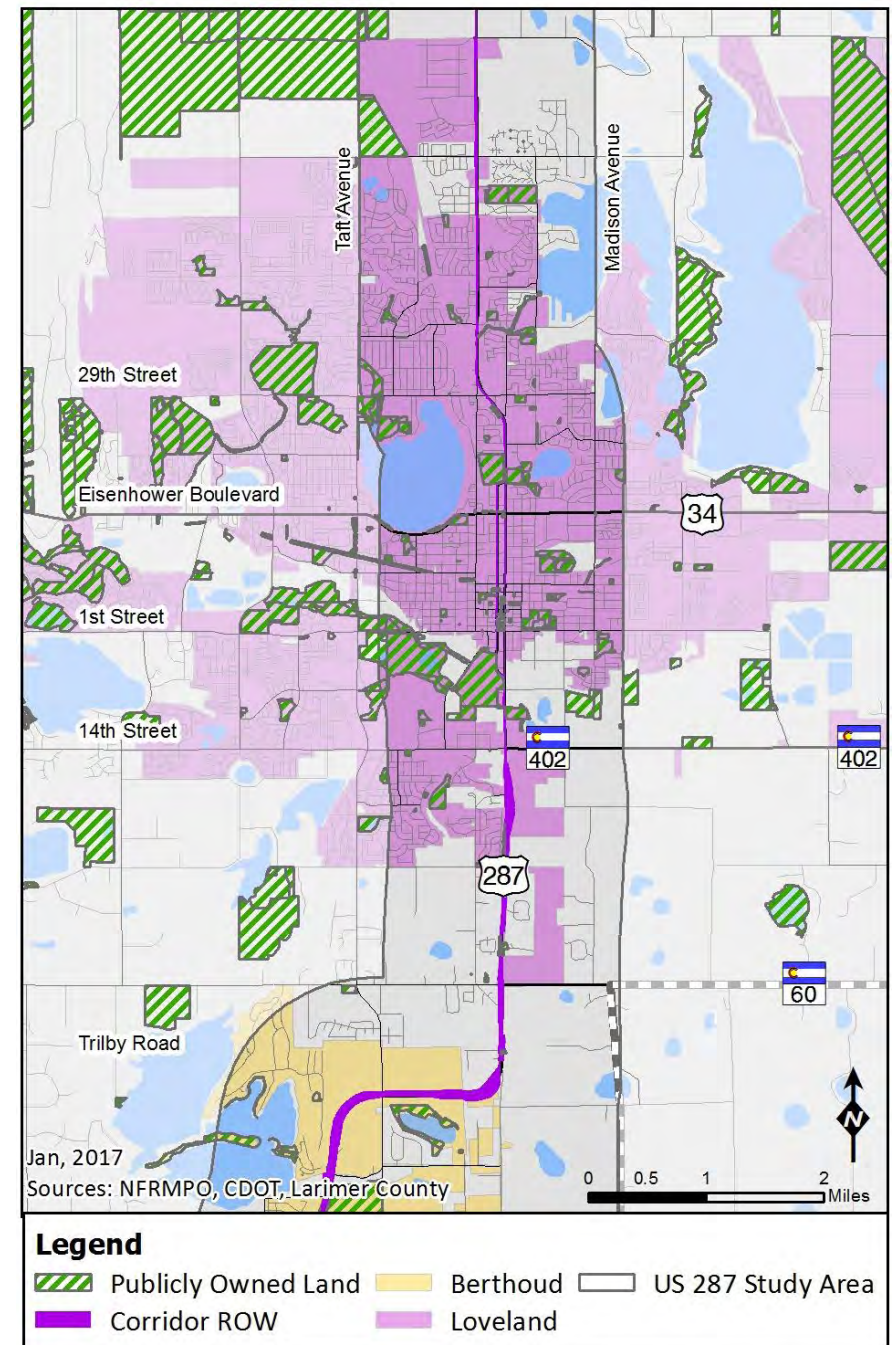 Taft Avenue
Madison Avenue
29th Street
Eisenhower Boulevard
34
1st Street
14th Street
402
402
287
60
Trilby Road
N
Jan, 2017
Sources: NFRMPO, CDOT, Larimer County
0 0.5 1 2
Miles
Legend
Publicly Owned Land Berthoud US 287 Study Area
Corridor ROW Loveland